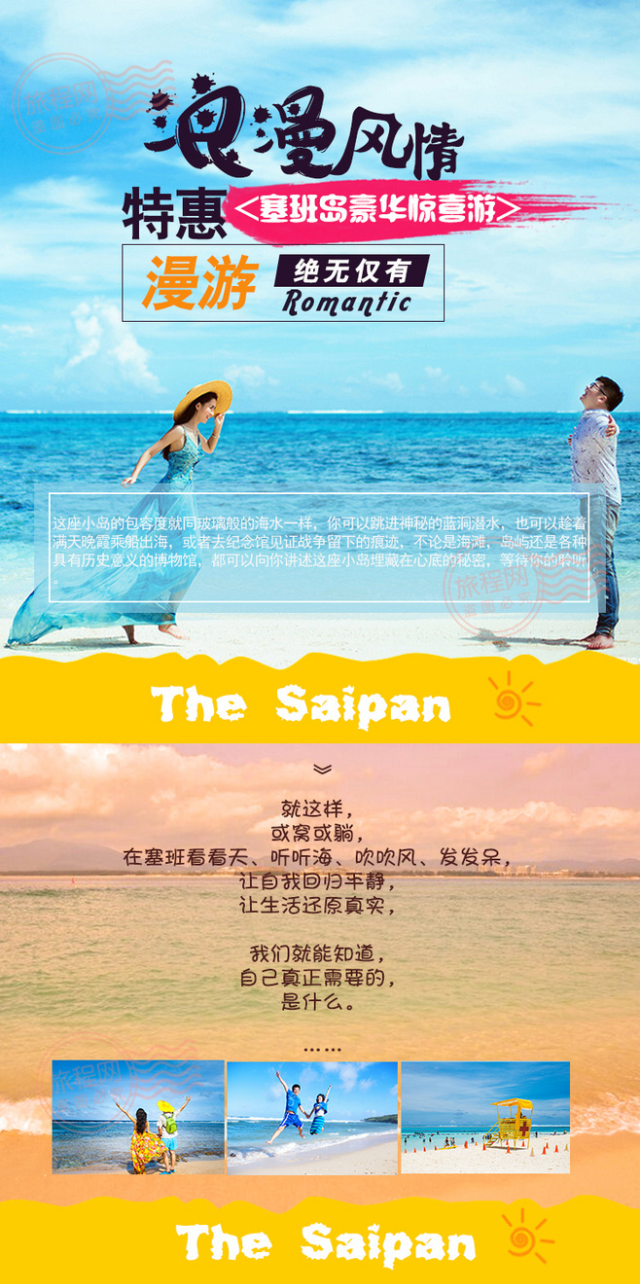 浪漫风情
特惠
<塞班岛豪华惊喜游>
漫游
绝无仅有
Romantic
这座小岛的包容度就同玻璃般的海水一样，你可以跳进神秘的蓝洞潜水，也可以趁着
满天晚霞乘船出海，或者去纪念馆见证战争留下的痕迹，不论是海滩，岛屿还是各种
具有历史意义的博物馆，都可以向你讲述这座小岛埋藏在心底的秘密，等待你的聆听
。
The Saipan
就这样，
或窝或躺，
在塞班看看天、听听海、吹吹风、发发呆，
让自我回归平静，
让生活还原真实，
我们就能知道，
自己真正需要的，
是什么。
……
The Saipan
旅程网
旅程网
旅程网